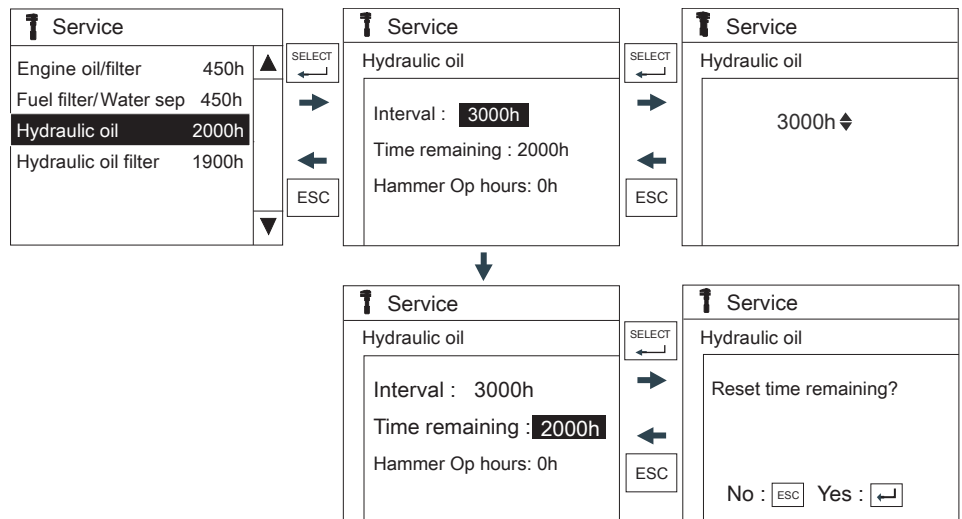 Service
Engine oil/filter 450h
Fuel filter/Water sep 450h
Hydraulic oil 2000h
Hydraulic oil filter 1900h
SELECT
ESC
Service
Hydraulic oil
Interval : 3000h
Time remaining : 2000h
Hammer Op hours: 0h
SELECT
ESC
Service
Hydraulic oil
3000h
Service
Hydraulic oil
Interval : 3000h
Time remaining : 2000h
Hammer Op hours: 0h
SELECT
ESC
Service
Hydraulic oil
Reset time remaining?
No : ESC Yes :